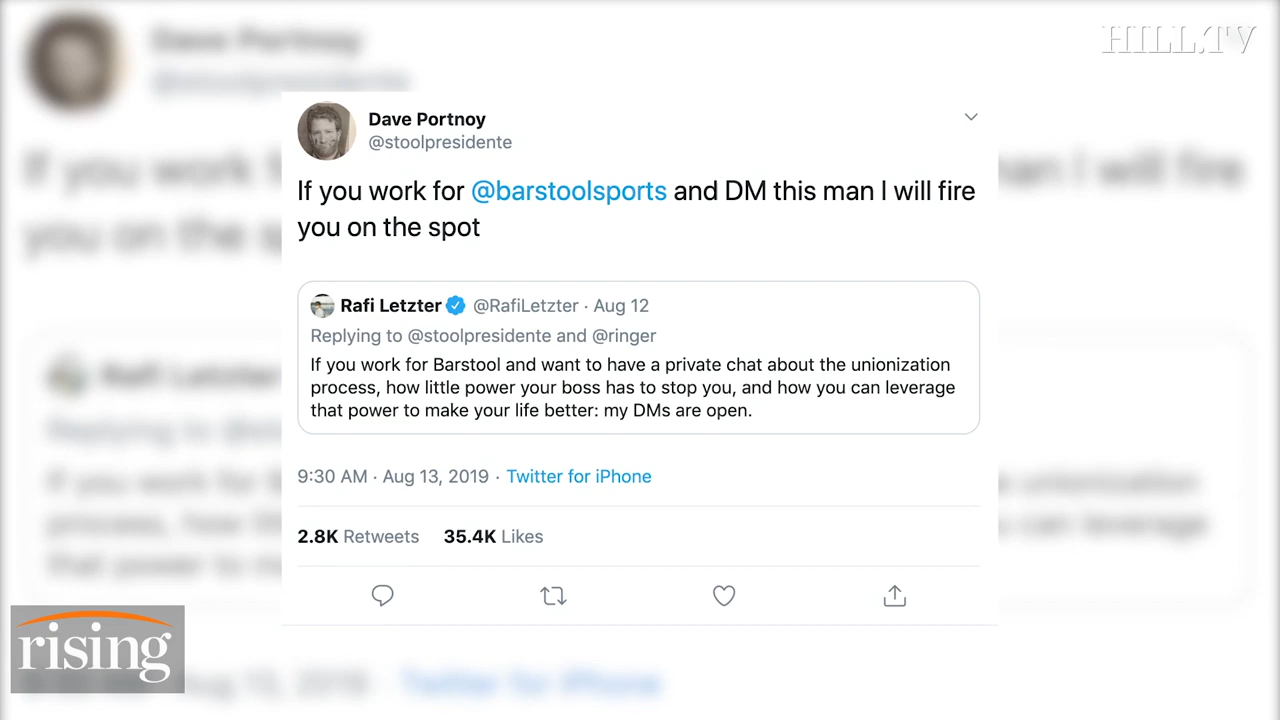 HILL.TV
Dave Portnoy
@stoolpresidente
If you work for @barstoolsports and DM this man I will fire
you on the spot
Rafi Letzter @RafiLetzter · Aug 12
Replying to @stoolpresidente and @ringer
If you work for Barstool and want to have a private chat about the unionization
process, how little power your boss has to stop you, and how you can leverage
that power to make your life better: my DMs are open.
9:30 AM · Aug 13, 2019 · Twitter for iPhone
2.8K Retweets 35.4K Likes
rising